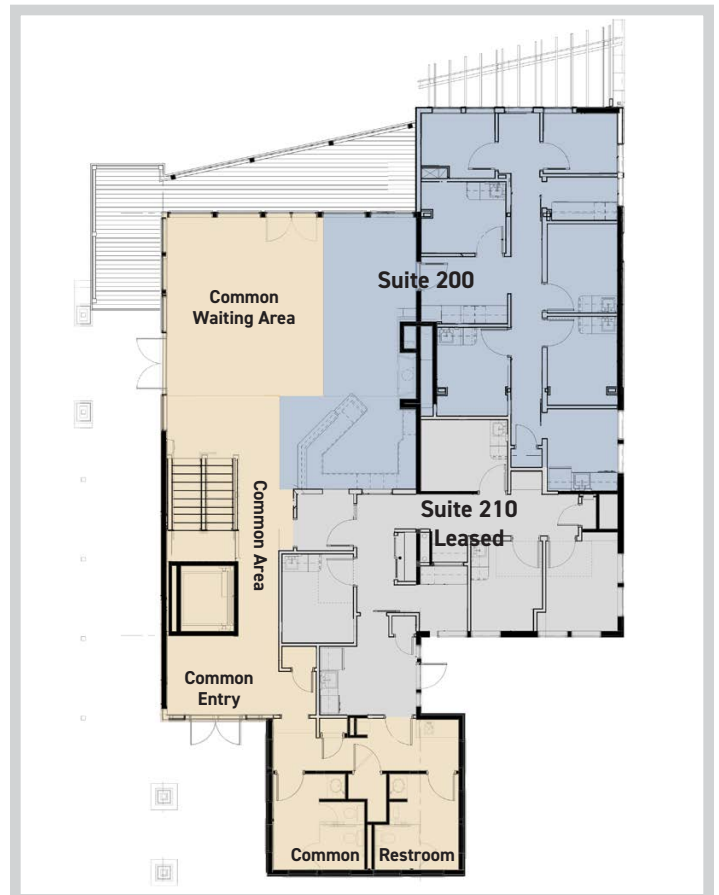 Suite 200
Common
Waiting Area
Common Area
Suite 210
Leased
Common
Entry
Common
Restroom